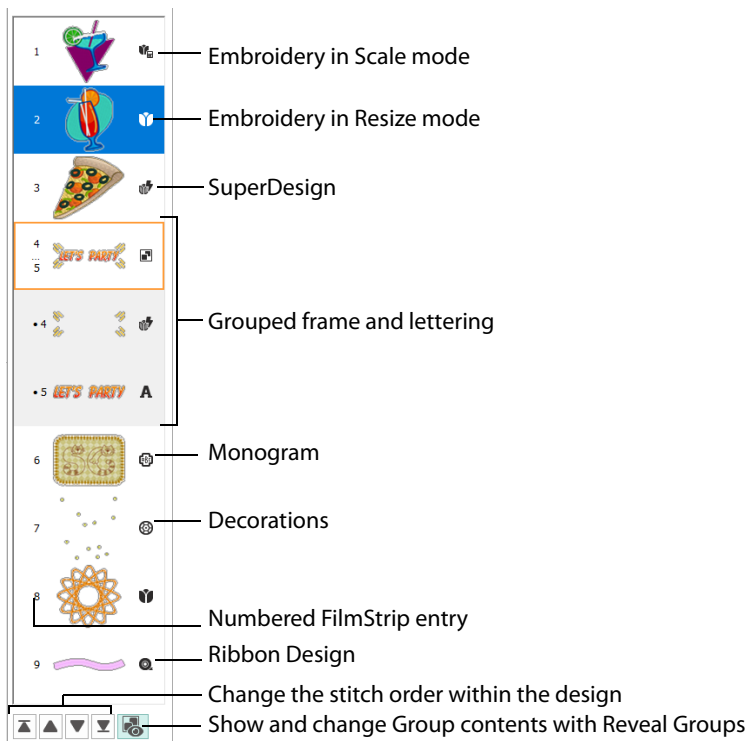 1 Embroidery in Scale mode
2 Embroidery in Resize mode
3 SuperDesign
4
...
5
LET'S PARTY
Grouped frame and lettering
• 4
• 5 LET'S PARTY A
6 Monogram
7 Decorations
8
Numbered FilmStrip entry
9 Ribbon Design
Change the stitch order within the design
Show and change Group contents with Reveal Groups